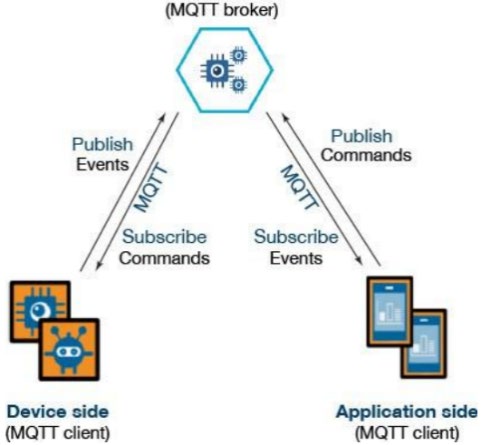 (MQTT broker)
Publish
Events
MQTT
Subscribe
Commands
Publish
Commands
MQTT
Subscribe
Events
Device side
(MQTT client)
Application side
(MQTT client)